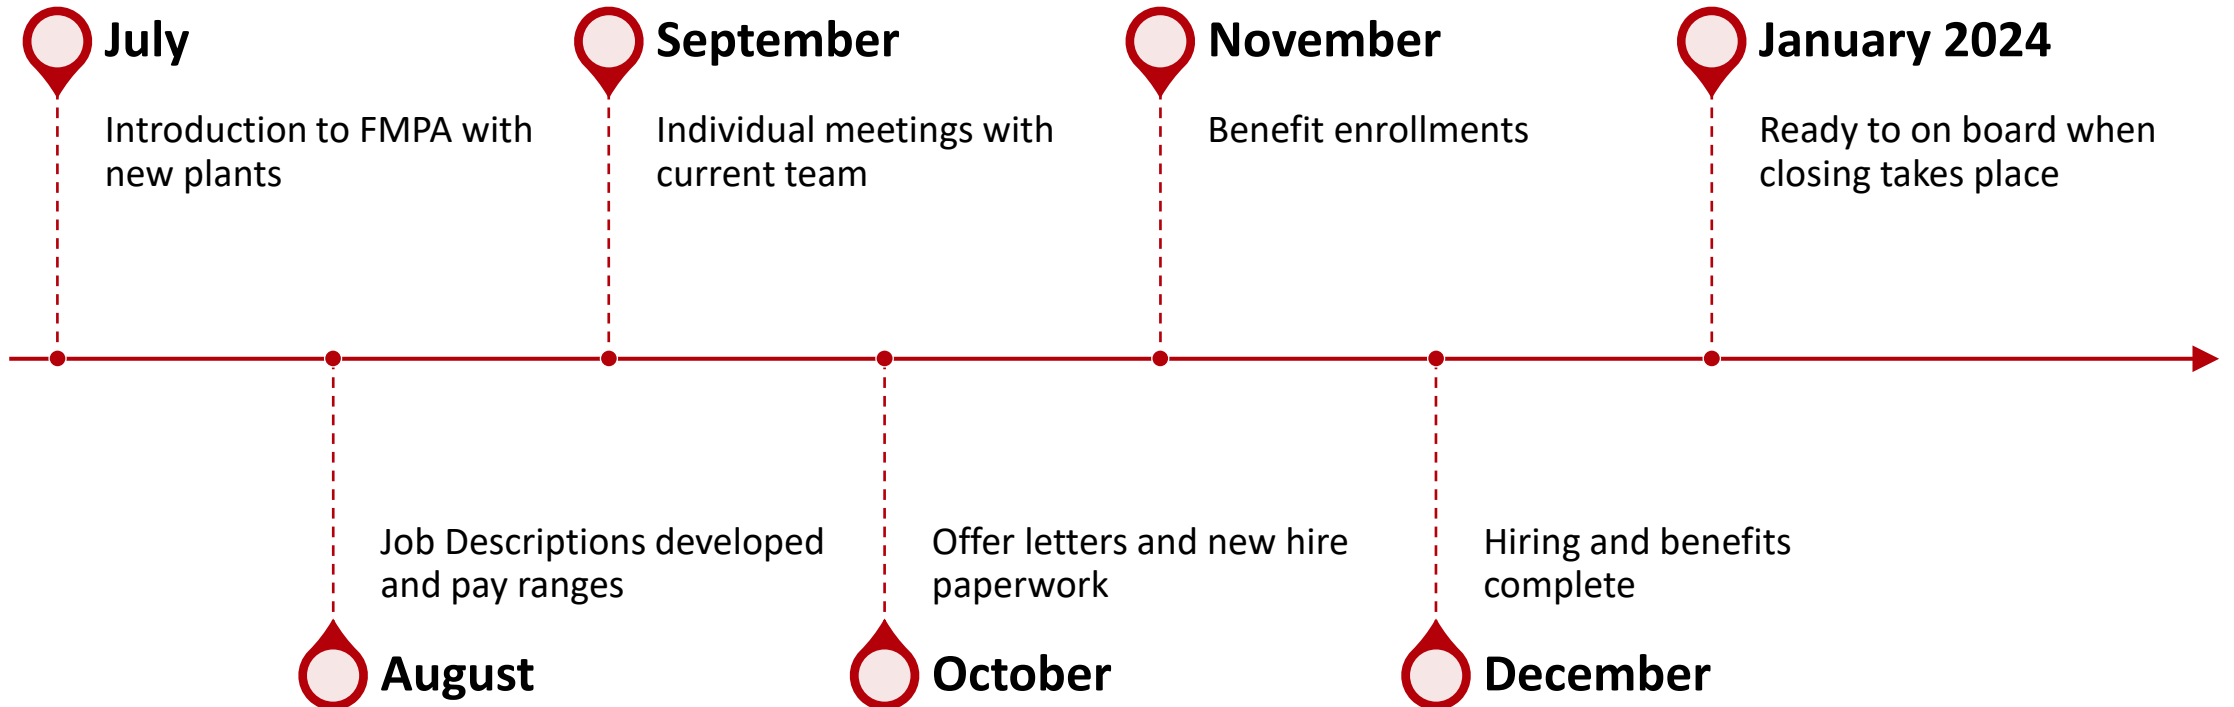 July
Introduction to FMPA with
new plants
September
Individual meetings with
current team
November
Benefit enrollments
January 2024
Ready to on board when
closing takes place
Job Descriptions developed
and pay ranges
August
Offer letters and new hire
paperwork
October
Hiring and benefits
complete
December